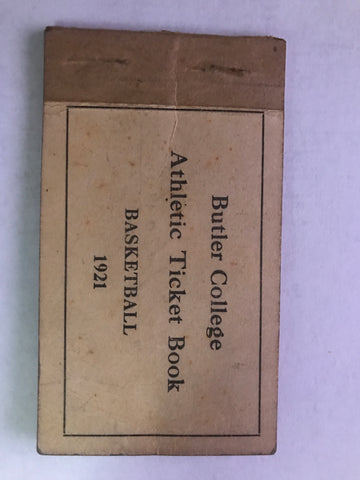 Butler College
Athletic Ticket Book
BASKETBALL
1921